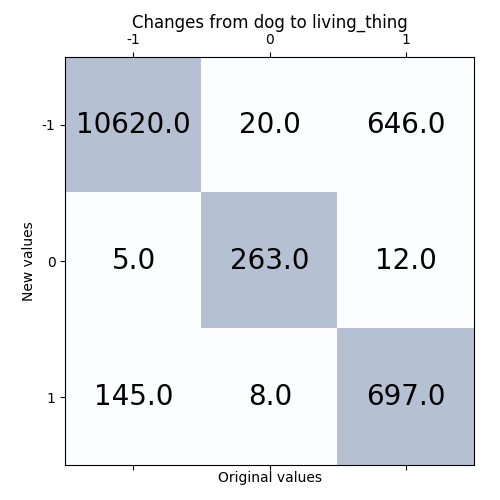 Changes from dog to living_thing
-1 0 1
-1 10620.0 20.0 646.0
0 5.0 263.0 12.0
1 145.0 8.0 697.0
New values
Original values